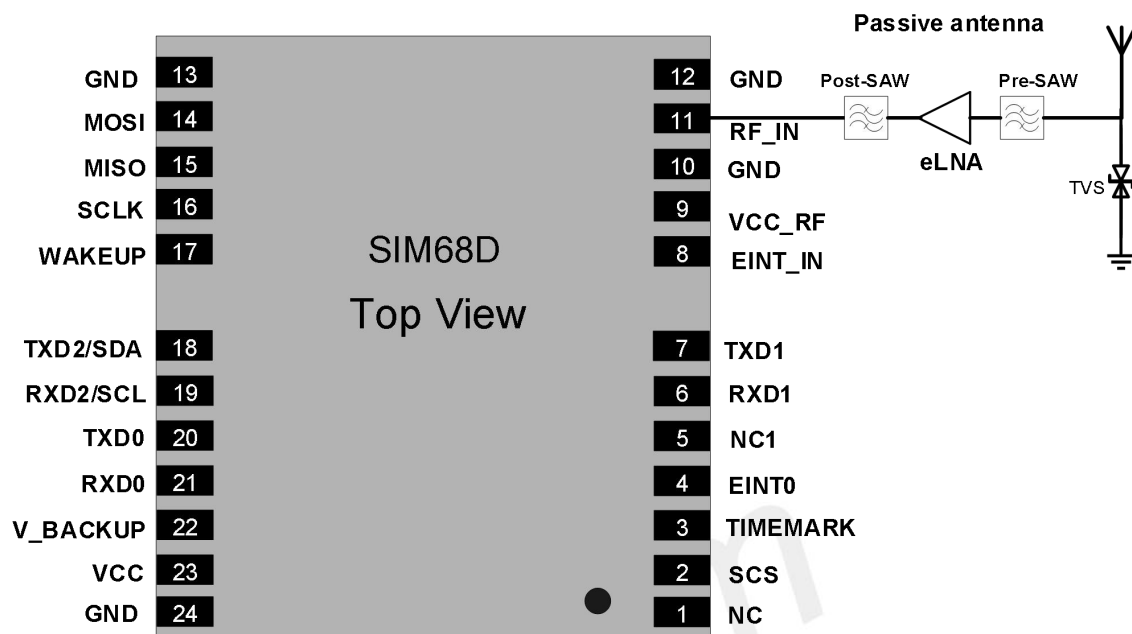 Passive antenna
GND 13 12 GND
Post-SAW Pre-SAW
MOSI 14 11 RF_IN
eLNA
MISO 15 10 GND
TVS
SCLK 16 9 VCC_RF
SIM68D
WAKEUP 17 8 EINT_IN
Top View
TXD2/SDA 18 7 TXD1
RXD2/SCL 19 6 RXD1
TXD0 20 5 NC1
RXD0 21 4 EINT0
V_BACKUP 22 3 TIMEMARK
VCC 23 2 SCS
GND 24 1 NC